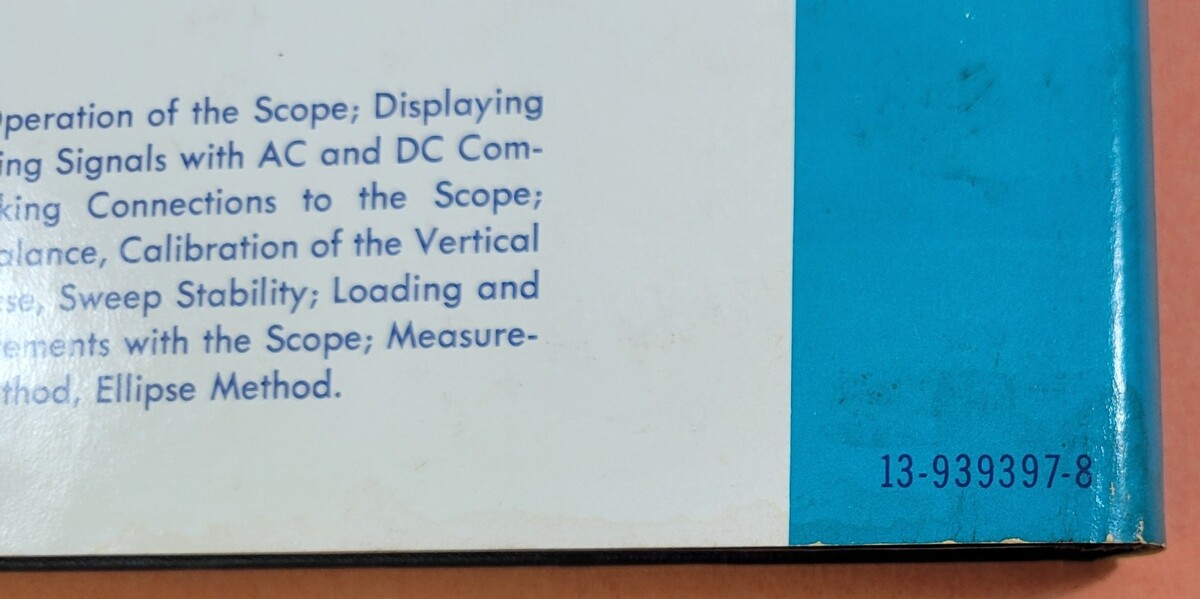 peration of the Scope; Displaying
ing Signals with AC and DC Com-
king Connections to the Scope;
alance, Calibration of the Vertical
se, Sweep Stability; Loading and
ements with the Scope; Measure-
thod, Ellipse Method.
13-939397-8